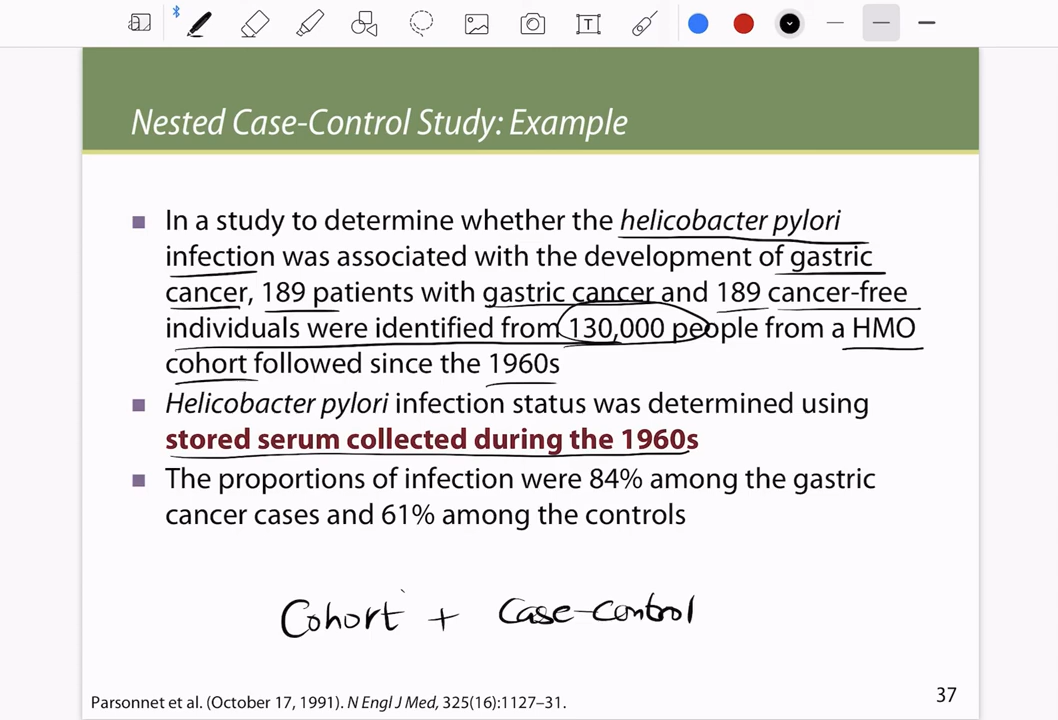 Nested Case-Control Study: Example
■ In a study to determine whether the helicobacter pylori
infection was associated with the development of gastric
cancer, 189 patients with gastric cancer and 189 cancer-free
individuals were identified from 130,000 people from a HMO
cohort followed since the 1960s
■ Helicobacter pylori infection status was determined using
stored serum collected during the 1960s
■ The proportions of infection were 84% among the gastric
cancer cases and 61% among the controls
Cohort + Case-Control
Parsonnet et al. (October 17, 1991). N Engl J Med, 325(16):1127–31.
37